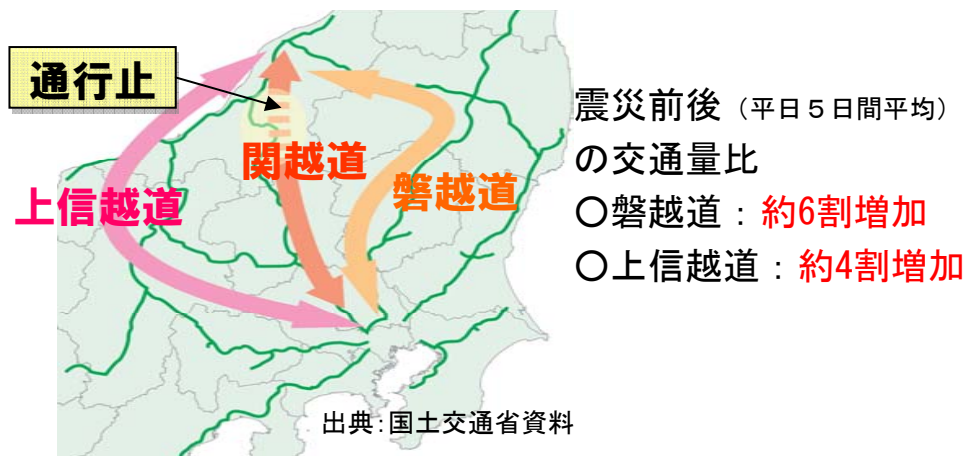 通行止
関越道
上信越道
磐越道
震災前後（平日５日間平均）
の交通量比
〇磐越道：約6割増加
〇上信越道：約4割増加
出典：国土交通省資料